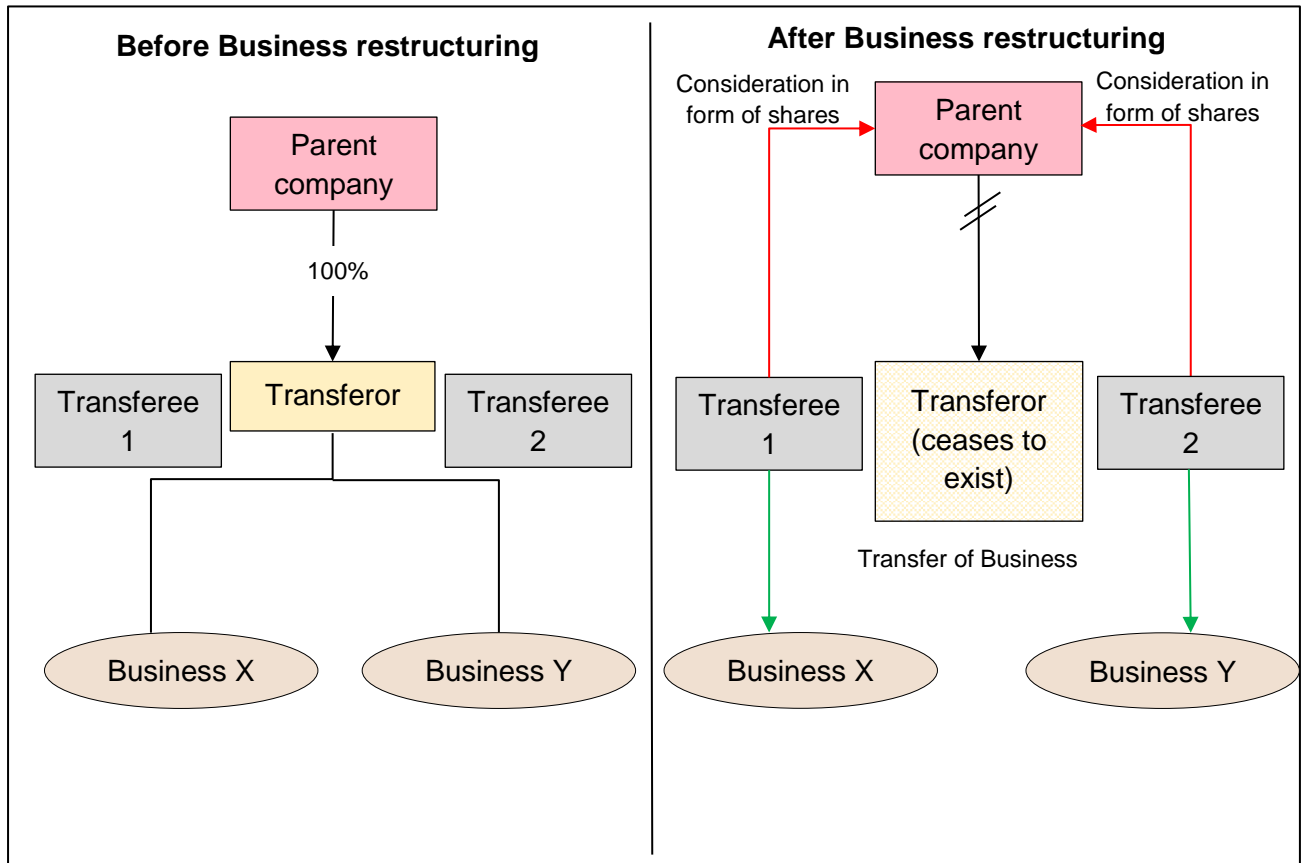 Before Business restructuring
Parent
company
100%
Transferee
1
Transferor
Transferee
2
Business X
Business Y
After Business restructuring
Consideration in
form of shares
Parent
company
Consideration in
form of shares
Transferee
1
Transferor
(ceases to
exist)
Transferee
2
Transfer of Business
Business X
Business Y